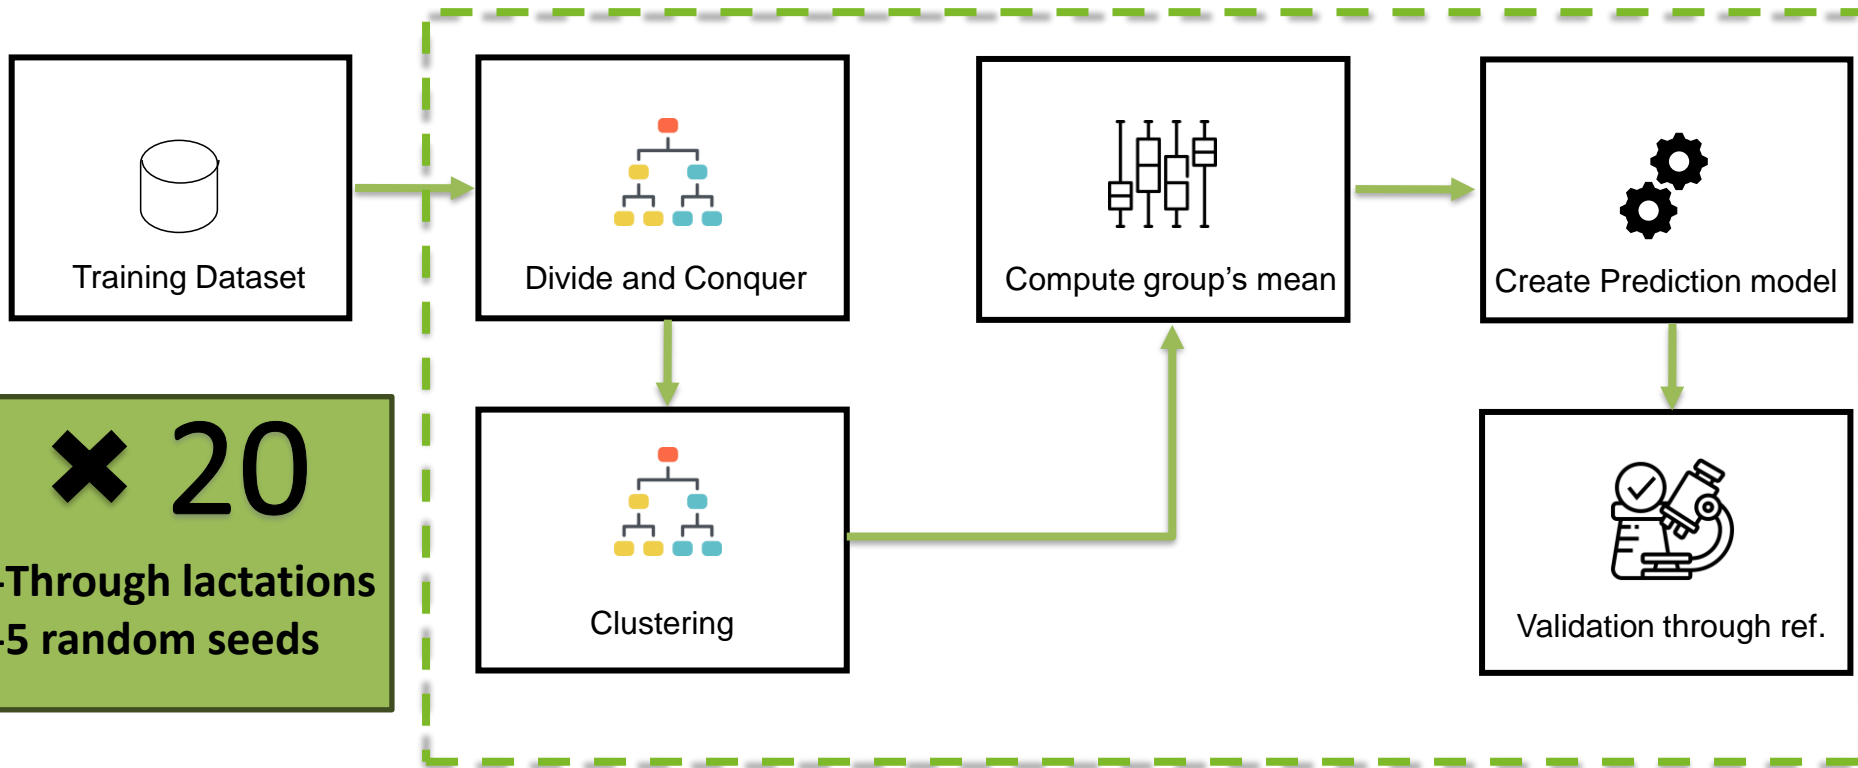 Training Dataset
Divide and Conquer
Compute group's mean
Create Prediction model
✖ 20
-Through lactations
-5 random seeds
Clustering
Validation through ref.